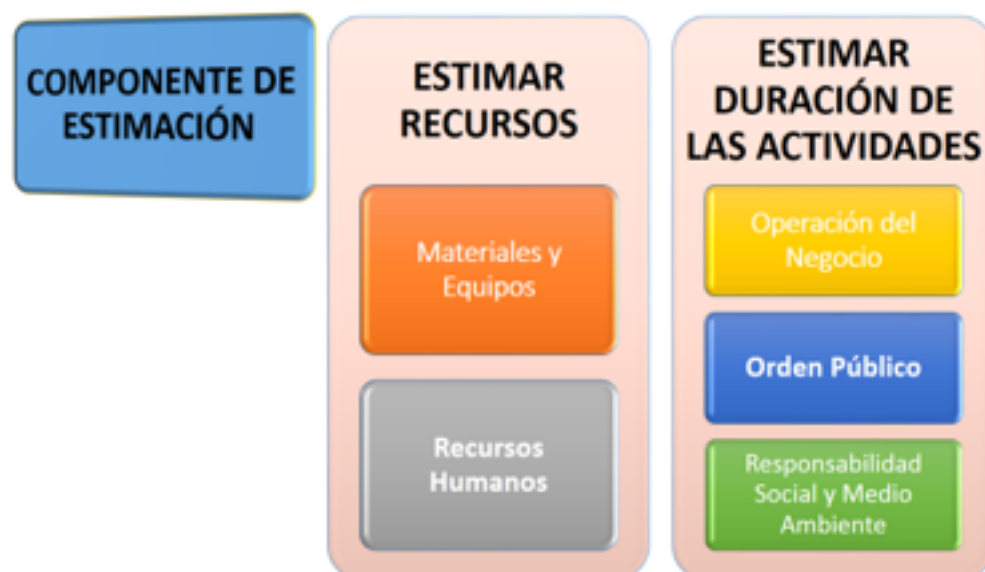 COMPONENTE DE
ESTIMACIÓN
ESTIMAR
RECURSOS
Materiales y
Equipos
Recursos
Humanos
ESTIMAR
DURACIÓN DE
LAS ACTIVIDADES
Operación del
Negocio
Orden Público
Responsabilidad
Social y Medio
Ambiente